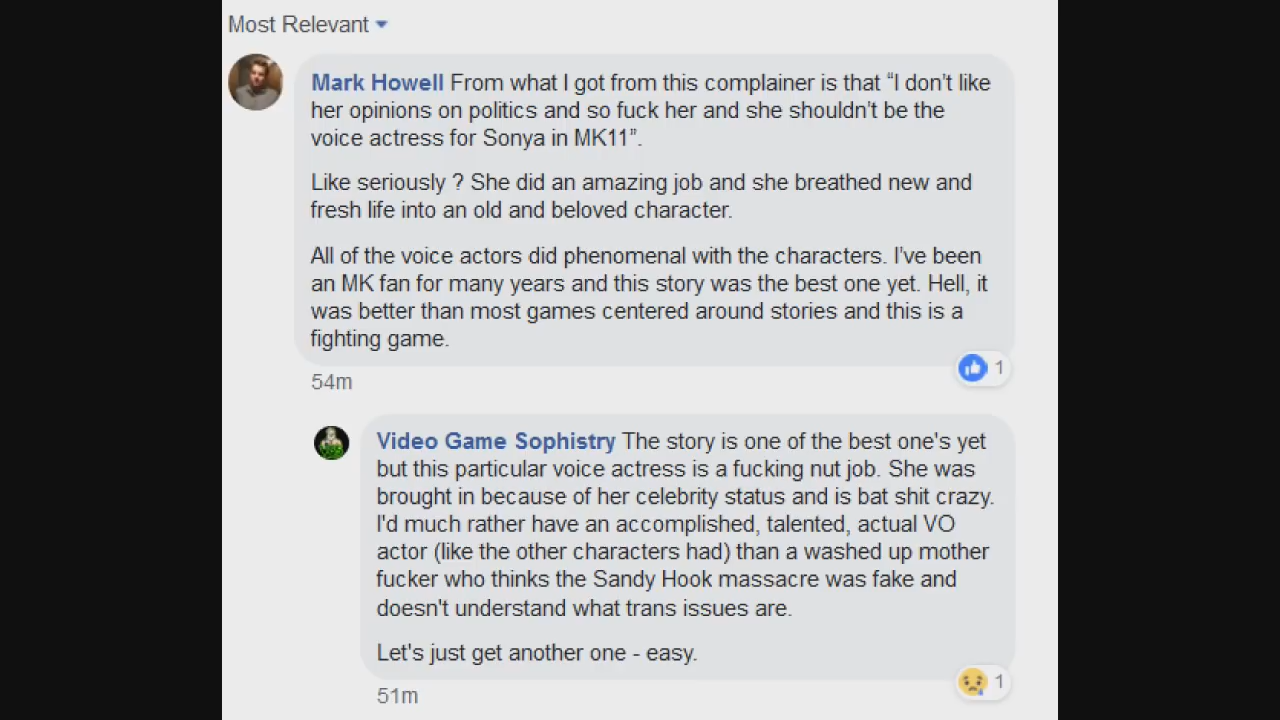 Most Relevant
Mark Howell From what I got from this complainer is that “I don’t like
her opinions on politics and so fuck her and she shouldn’t be the
voice actress for Sonya in MK11”.
Like seriously ? She did an amazing job and she breathed new and
fresh life into an old and beloved character.
All of the voice actors did phenomenal with the characters. I’ve been
an MK fan for many years and this story was the best one yet. Hell, it
was better than most games centered around stories and this is a
fighting game.
1
54m
Video Game Sophistry The story is one of the best one's yet
but this particular voice actress is a fucking nut job. She was
brought in because of her celebrity status and is bat shit crazy.
I'd much rather have an accomplished, talented, actual VO
actor (like the other characters had) than a washed up mother
fucker who thinks the Sandy Hook massacre was fake and
doesn't understand what trans issues are.
Let's just get another one - easy.
1
51m